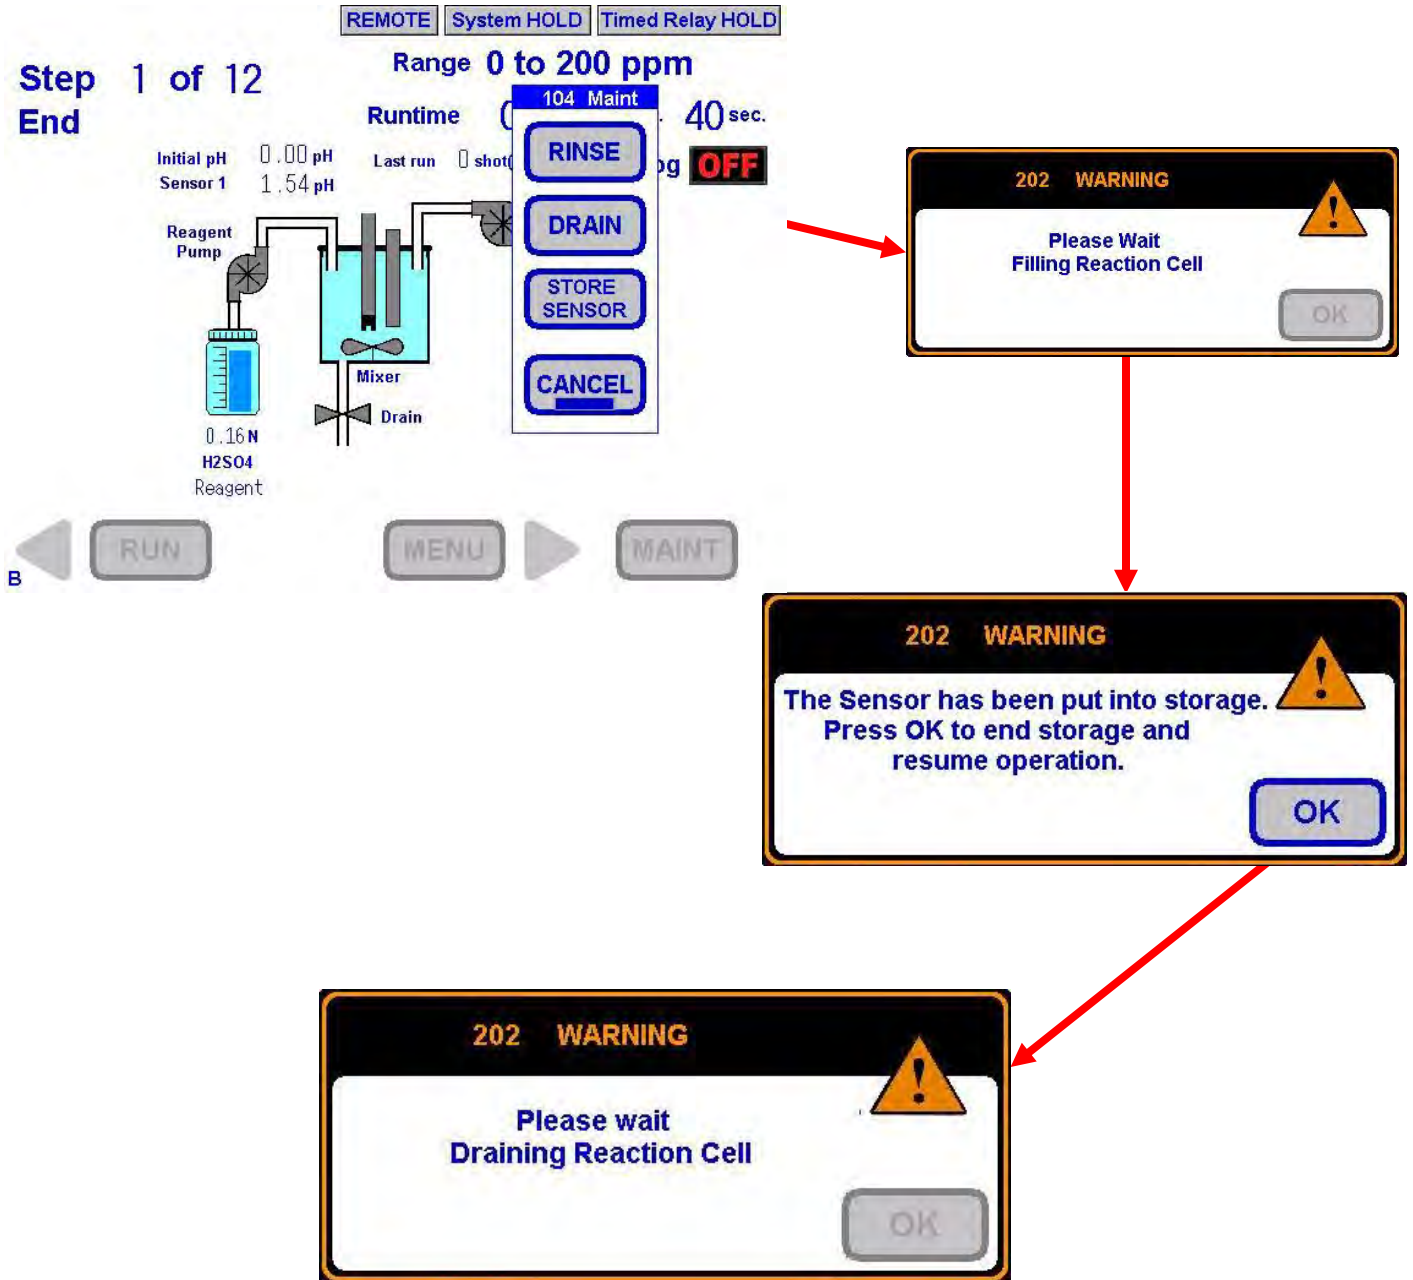 REMOTE System HOLD Timed Relay HOLD
Step 1 of 12
End
Range 0 to 200 ppm
Runtime 40 sec.
Initial pH 0.00 pH
Sensor 1 1.54 pH
Last run 0 shot(
OFF
104 Maint
RINSE
DRAIN
STORE
SENSOR
CANCEL
Reagent
Pump
Mixer
Drain
0.16 N
H2SO4
Reagent
RUN
MENU
MAINT
B
202 WARNING
!
Please Wait
Filling Reaction Cell
OK
202 WARNING
!
The Sensor has been put into storage.
Press OK to end storage and
resume operation.
OK
202 WARNING
!
Please wait
Draining Reaction Cell
OK